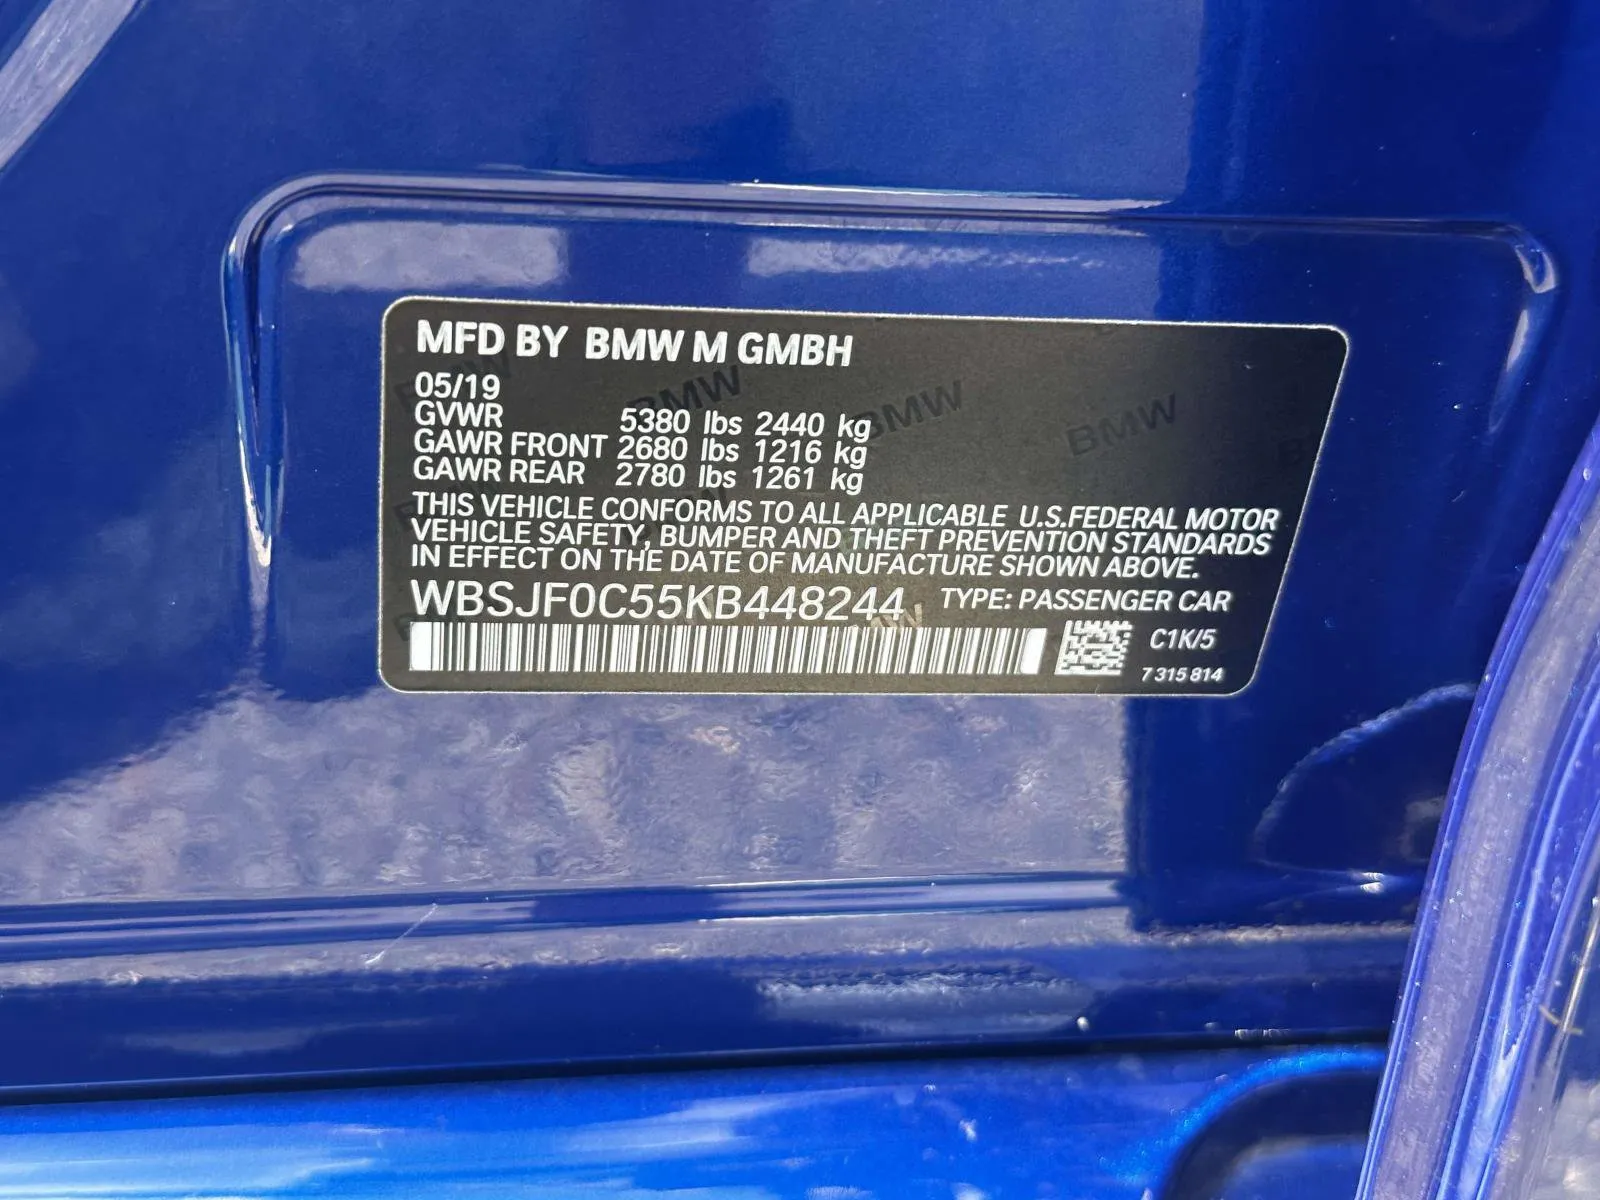 MFD BY BMW M GMBH
05/19
GVWR 5380 lbs 2440 kg
GAWR FRONT 2680 lbs 1216 kg
GAWR REAR 2780 lbs 1261 kg
THIS VEHICLE CONFORMS TO ALL APPLICABLE U.S.FEDERAL MOTOR
VEHICLE SAFETY, BUMPER AND THEFT PREVENTION STANDARDS
IN EFFECT ON THE DATE OF MANUFACTURE SHOWN ABOVE.
WBSJF0C55KB448244 TYPE: PASSENGER CAR
C1K/5
7 315 814